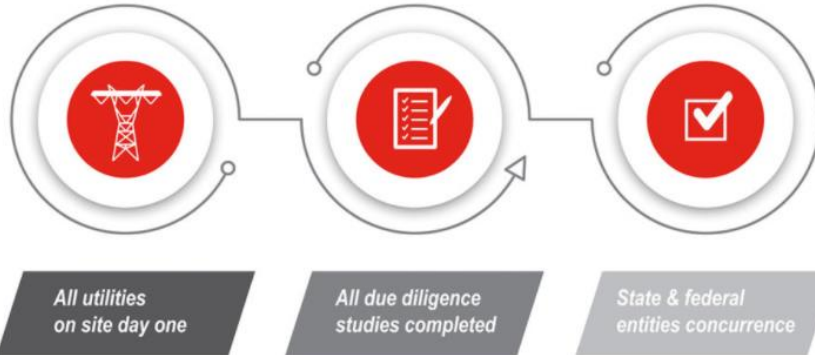 All utilities
on site day one
All due diligence
studies completed
State & federal
entities concurrence